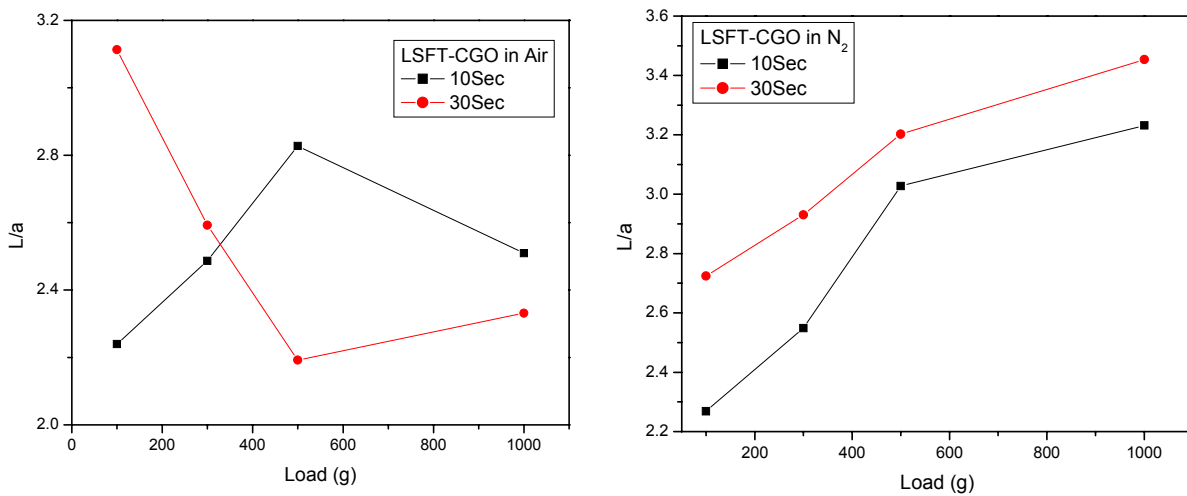 3.2
2.8
2.4
2.0
L/a
LSFT-CGO in Air
10Sec
30Sec
0 200 400 600 800 1000
Load (g)
3.6
3.4
3.2
3.0
2.8
2.6
2.4
2.2
L/a
LSFT-CGO in N₂
10Sec
30Sec
200 400 600 800 1000
Load (g)